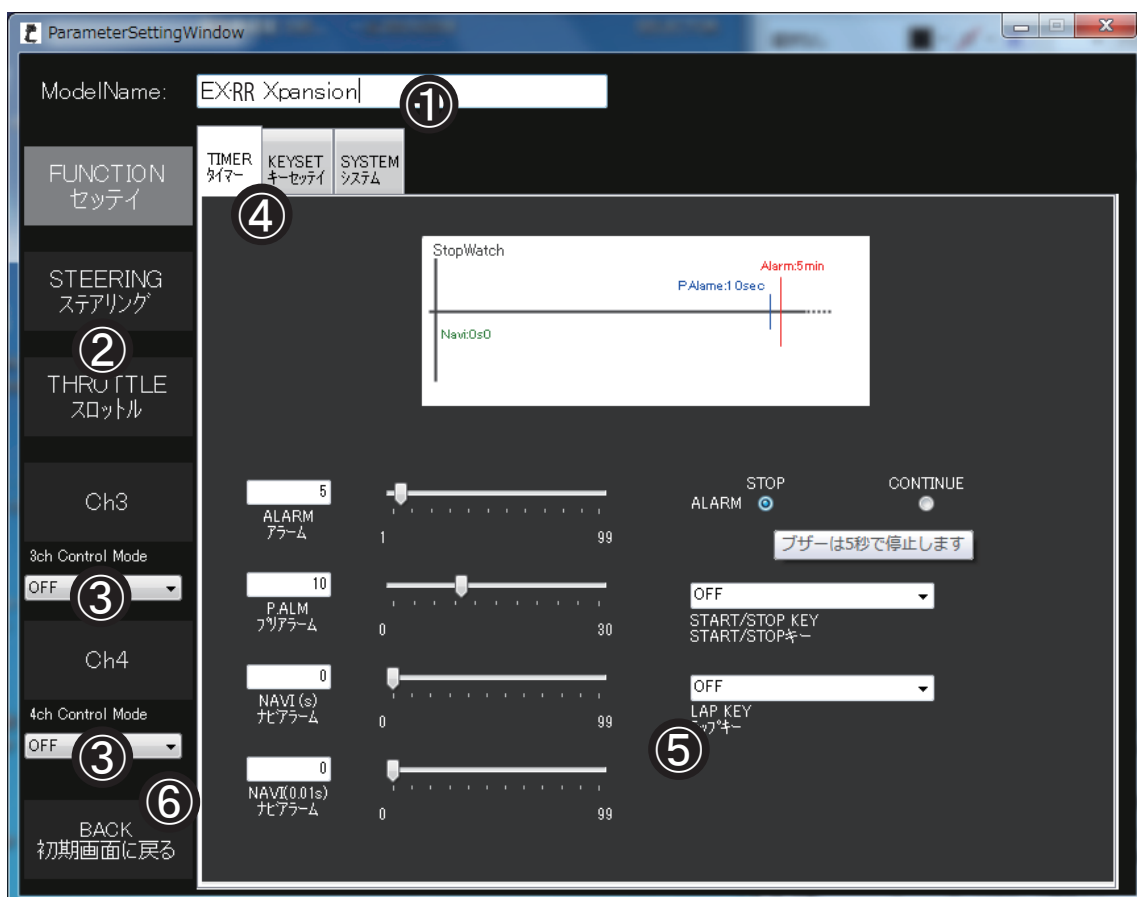 ParameterSettingWindow
ModelName:
EX-RR Xpansion
①
FUNCTION
セッテイ
STEERING
ステアリング
②
THROTTLE
スロットル
Ch3
3ch Control Mode
OFF
③
Ch4
4ch Control Mode
OFF
③
⑥
BACK
初期画面に戻る
TIMER
タイマー
KEYSET
キーセッテイ
SYSTEM
システム
④
StopWatch
Alarm:5min
P.Alame:10sec
Navi:0s0
5
ALARM
アラーム
1
99
10
P.ALM
プリアラーム
0
30
0
NAVI (s)
ナビアラーム
0
99
0
NAVI(0.01s)
ナビアラーム
0
99
STOP
CONTINUE
ALARM
ブザーは5秒で停止します
OFF
START/STOP KEY
START/STOPキー
OFF
LAP KEY
ラップキー
⑤